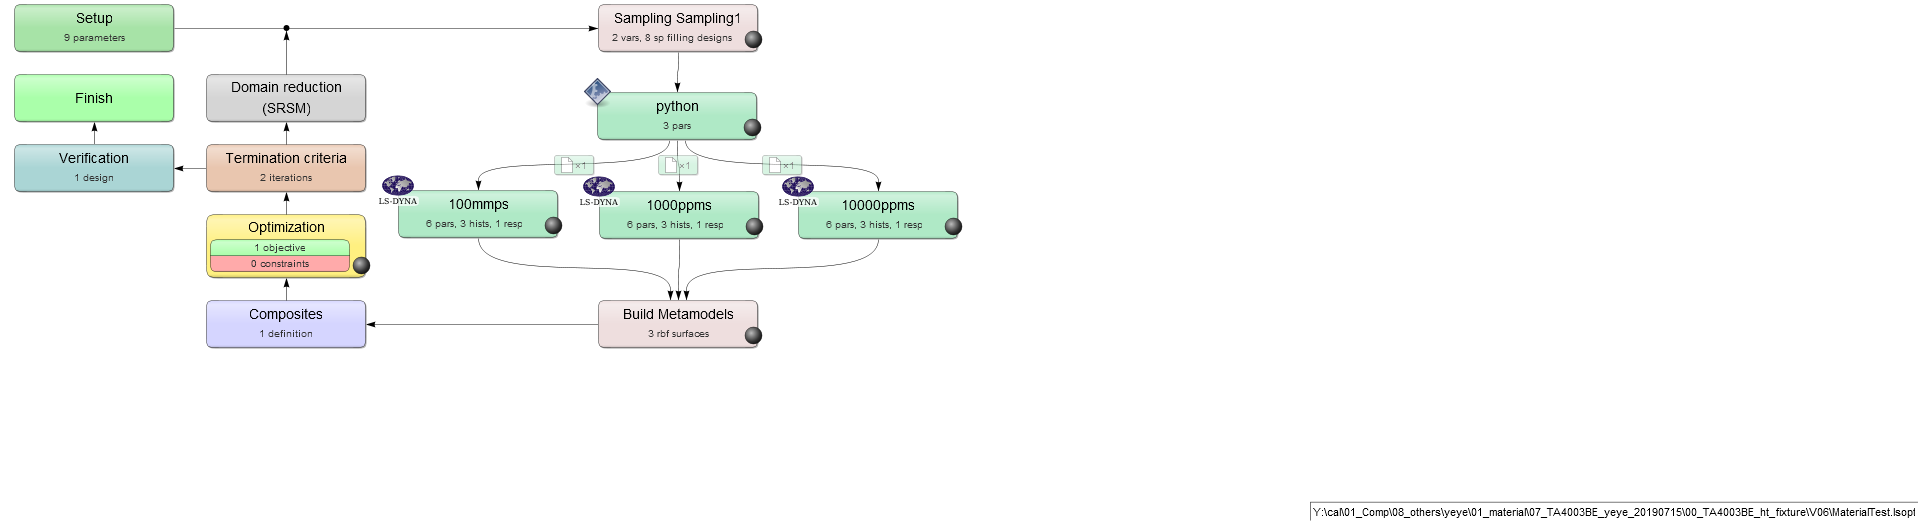 Setup
9 parameters
Sampling Sampling1
2 vars, 8 sp filling designs
Finish
Domain reduction
(SRSM)
python
3 pars
Verification
1 design
Termination criteria
2 iterations
×1
×1
×1
LS-DYNA
100mmps
6 pars, 3 hists, 1 resp
LS-DYNA
1000ppms
6 pars, 3 hists, 1 resp
LS-DYNA
10000ppms
6 pars, 3 hists, 1 resp
Optimization
1 objective
0 constraints
Composites
1 definition
Build Metamodels
3 rbf surfaces
Y:\cal\01_Comp\08_others\yeye\01_material\07_TA4003BE_yeye_20190715\00_TA4003BE_ht_fixture\V06\MaterialTest.lsopt